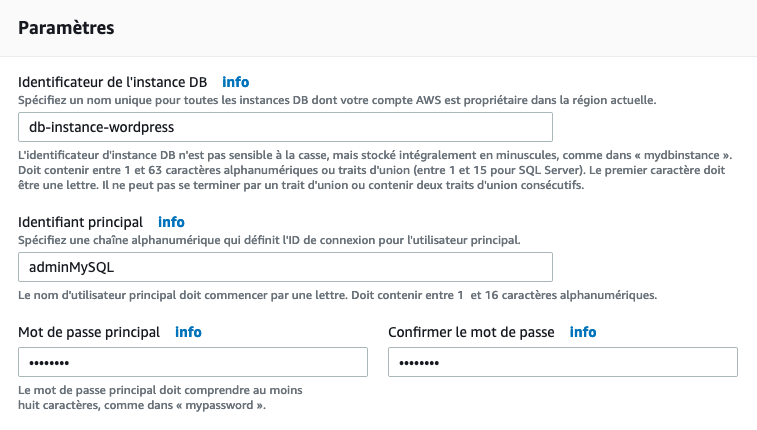 Paramètres
Identificateur de l'instance DB info
Spécifiez un nom unique pour toutes les instances DB dont votre compte AWS est propriétaire dans la région actuelle.
db-instance-wordpress
L'identificateur d'instance DB n'est pas sensible à la casse, mais stocké intégralement en minuscules, comme dans « mydbinstance ».
Doit contenir entre 1 et 63 caractères alphanumériques ou traits d'union (entre 1 et 15 pour SQL Server). Le premier caractère doit
être une lettre. Il ne peut pas se terminer par un trait d'union ou contenir deux traits d'union consécutifs.
Identifiant principal info
Spécifiez une chaîne alphanumérique qui définit l'ID de connexion pour l'utilisateur principal.
adminMySQL
Le nom d'utilisateur principal doit commencer par une lettre. Doit contenir entre 1 et 16 caractères alphanumériques.
Mot de passe principal info
Confirmer le mot de passe info
••••••••
••••••••
Le mot de passe principal doit comprendre au moins
huit caractères, comme dans « mypassword ».